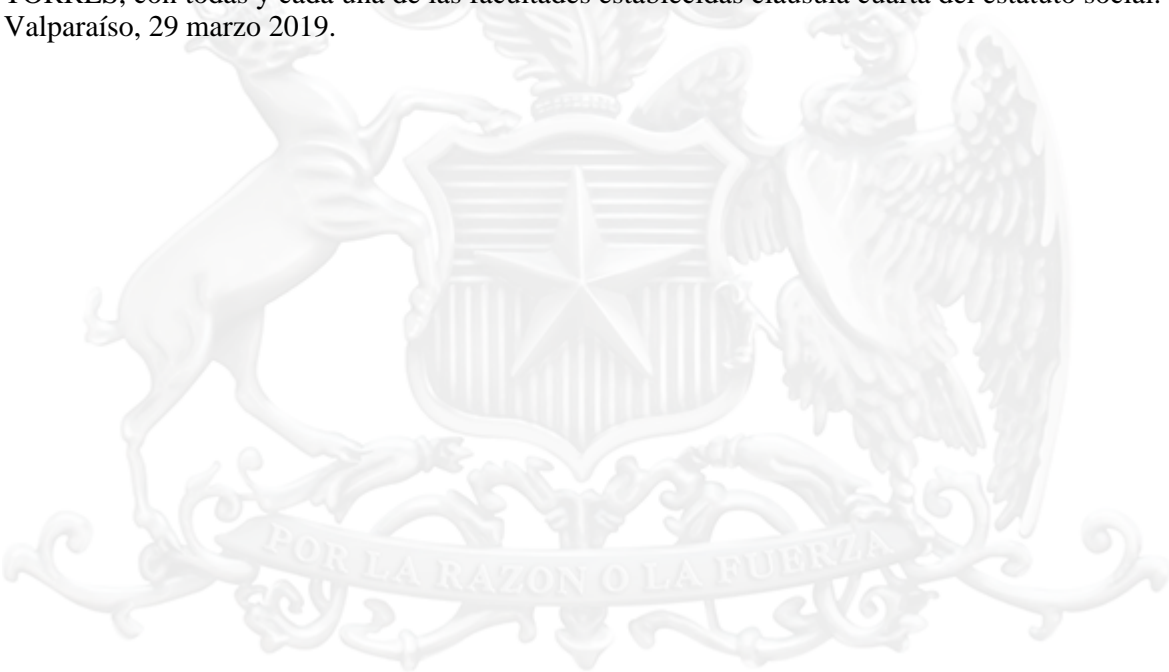 TORRES, con todas y cada una de las facultades establecidas cláusula cuarta del estatuto social.
Valparaíso, 29 marzo 2019.
POR LA RAZON O LA FUERZA